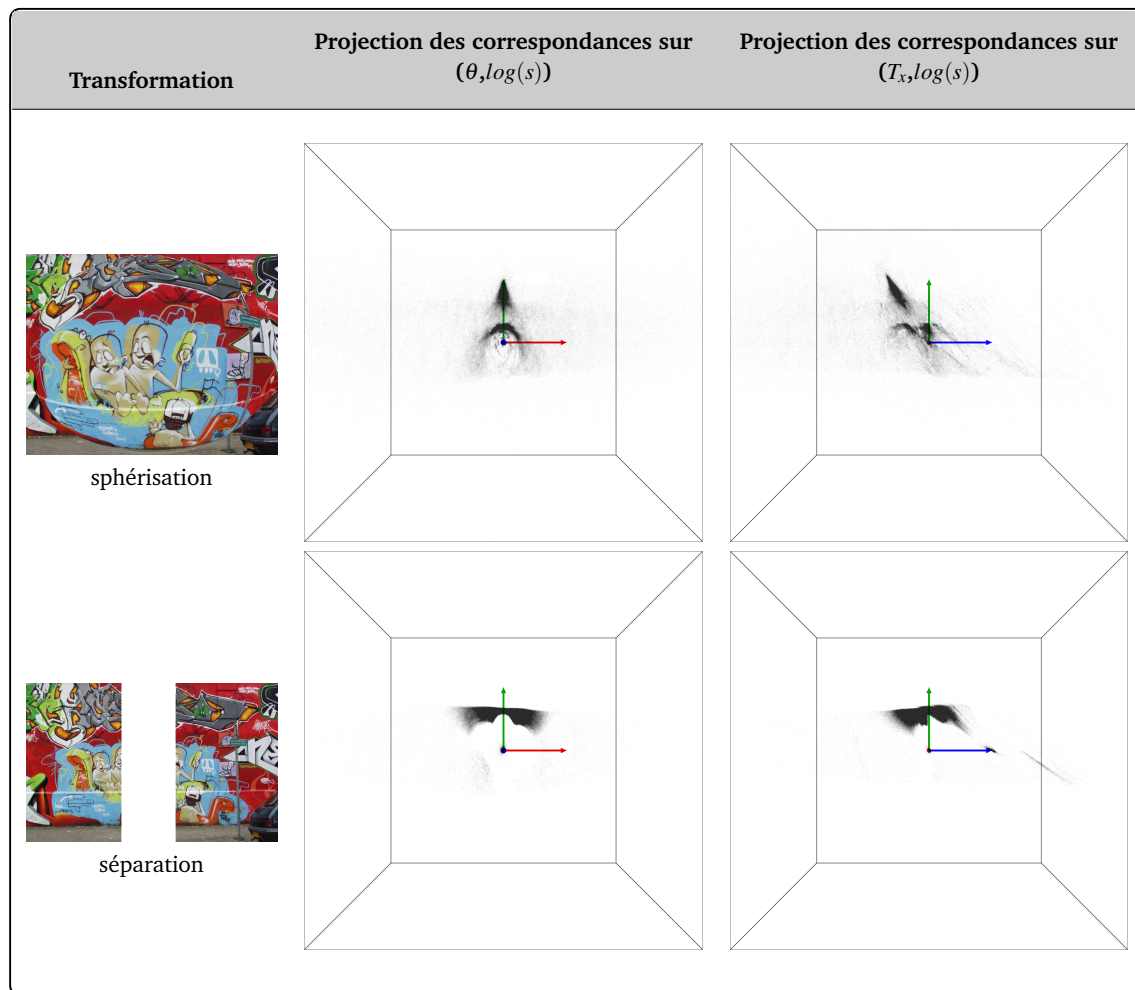 Transformation
Projection des correspondances sur
(θ,log(s))
Projection des correspondances sur
(Tx,log(s))
sphérisation
séparation